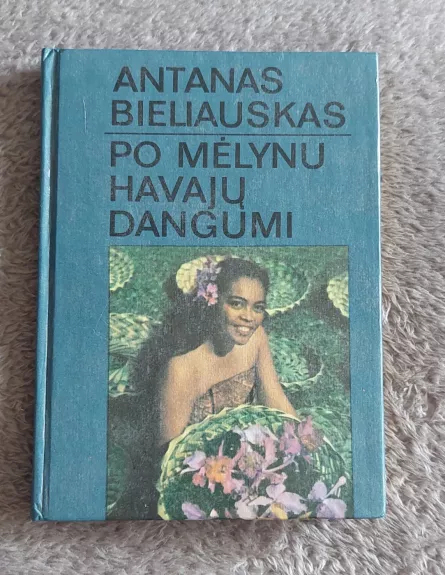 ANTANAS
BIELIAUSKAS
PO MĖLYNU
HAVAJŲ
DANGUMI